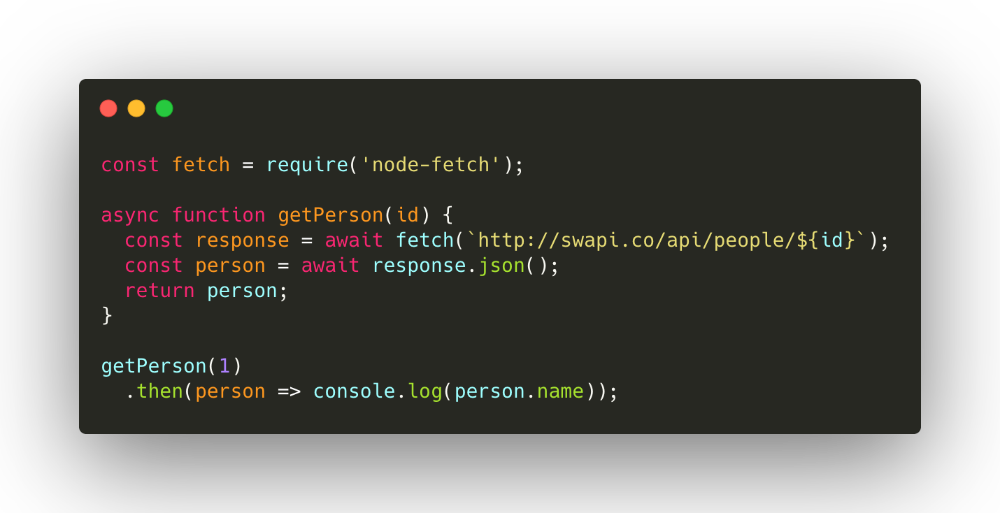 const fetch = require('node-fetch');

async function getPerson(id) {
  const response = await fetch(`http://swapi.co/api/people/${id}`);
  const person = await response.json();
  return person;
}

getPerson(1)
  .then(person => console.log(person.name));